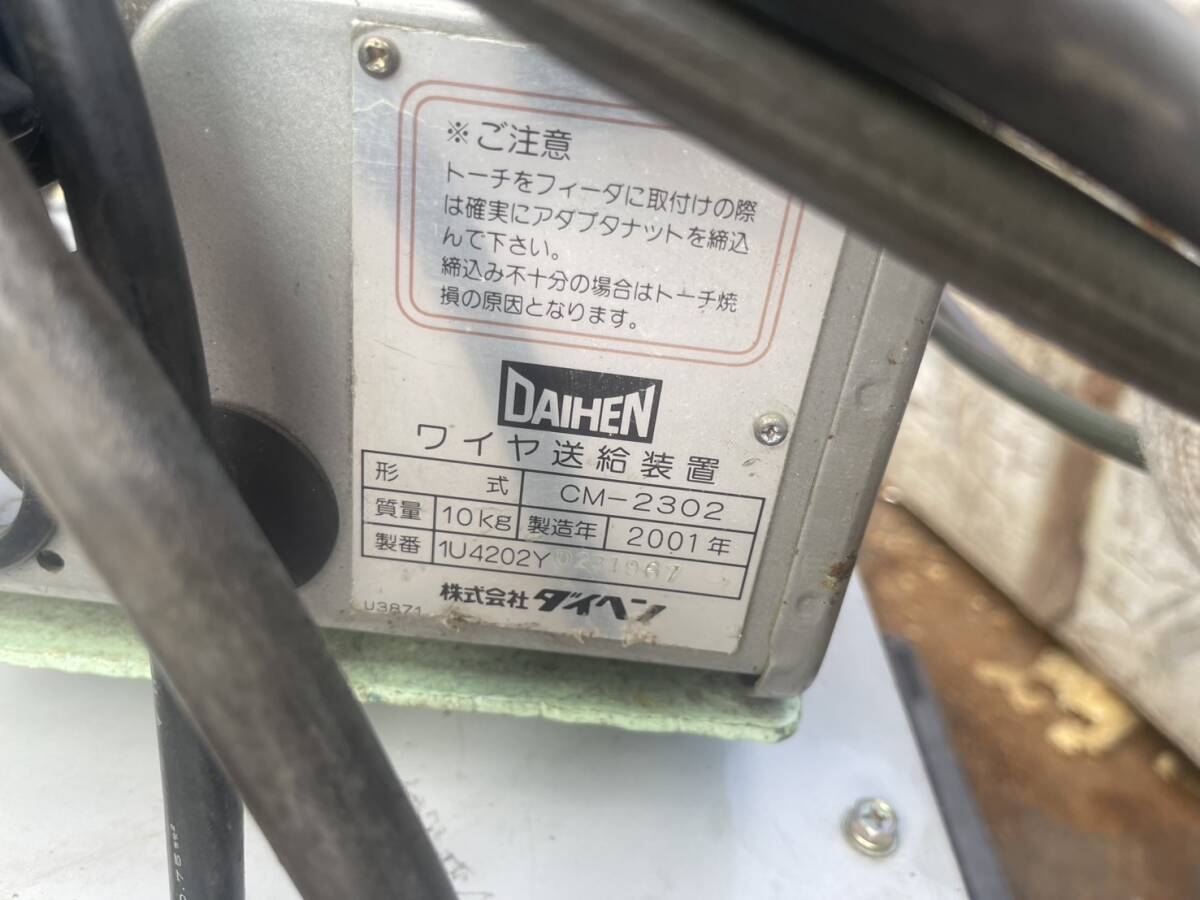 ※ご注意
トーチをフィーダに取付けの際
は確実にアダプタナットを締込
んで下さい。
締込み不十分の場合はトーチ焼
損の原因となります。
DAIHEN
ワイヤ送給装置
形 式 CM-2302
質量 10kg 製造年 2001年
製番 1U4202Y
U3871 株式会社 ダイヘン